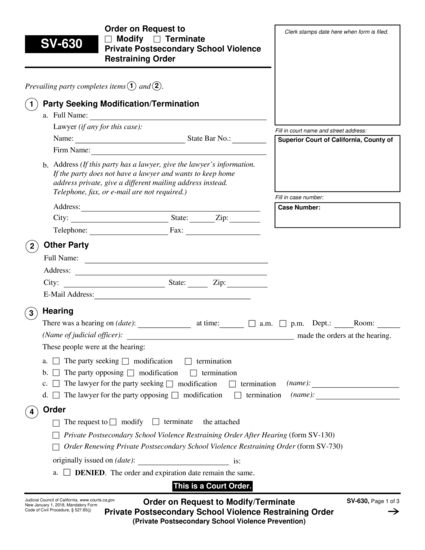 SV-630
Order on Request to
Modify Terminate
Private Postsecondary School Violence
Restraining Order
Clerk stamps date here when form is filed.
Prevailing party completes items 1 and 2.
1 Party Seeking Modification/Termination
a. Full Name:
Lawyer (if any for this case):
Name: State Bar No.:
Firm Name:
Fill in court name and street address:
Superior Court of California, County of
b. Address (If this party has a lawyer, give the lawyer's information.
If the party does not have a lawyer and wants to keep home
address private, give a different mailing address instead.
Telephone, fax, or e-mail are not required.)
Fill in case number:
Case Number:
Address:
City: State: Zip:
Telephone: Fax:
2 Other Party
Full Name:
Address:
City: State: Zip:
E-Mail Address:
3 Hearing
There was a hearing on (date): at time: a.m. p.m. Dept.: Room:
(Name of judicial officer): made the orders at the hearing.
These people were at the hearing:
a. The party seeking modification termination
b. The party opposing modification termination
c. The lawyer for the party seeking modification termination (name):
d. The lawyer for the party opposing modification termination (name):
4 Order
The request to modify terminate the attached
Private Postsecondary School Violence Restraining Order After Hearing (form SV-130)
Order Renewing Private Postsecondary School Violence Restraining Order (form SV-730)
originally issued on (date): is:
a. DENIED. The order and expiration date remain the same.
This is a Court Order.
Judicial Council of California, www.courts.ca.gov
New January 1, 2018, Mandatory Form
Code of Civil Procedure, § 527.85(j)
Order on Request to Modify/Terminate
Private Postsecondary School Violence Restraining Order
(Private Postsecondary School Violence Prevention)
SV-630, Page 1 of 3